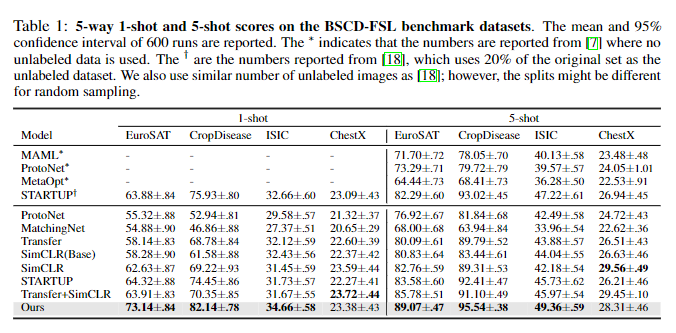 Table 1: 5-way 1-shot and 5-shot scores on the BSCD-FSL benchmark datasets. The mean and 95%
confidence interval of 600 runs are reported. The * indicates that the numbers are reported from [7] where no
unlabeled data is used. The † are the numbers reported from [18], which uses 20% of the original set as the
unlabeled dataset. We also use similar number of unlabeled images as [18]; however, the splits might be different
for random sampling.
1-shot 5-shot
Model EuroSAT CropDisease ISIC ChestX EuroSAT CropDisease ISIC ChestX
MAML* - - - - 71.70±.72 78.05±.70 40.13±.58 23.48±.48
ProtoNet* - - - - 73.29±.71 79.72±.79 39.57±.57 24.05±1.01
MetaOpt* - - - - 64.44±.73 68.41±.73 36.28±.50 22.53±.91
STARTUP† 63.88±.84 75.93±.80 32.66±.60 23.09±.43 82.29±.60 93.02±.45 47.22±.61 26.94±.45
ProtoNet 55.32±.88 52.94±.81 29.58±.57 21.32±.37 76.92±.67 81.84±.68 42.49±.58 24.72±.43
MatchingNet 54.88±.90 46.86±.88 27.37±.51 20.65±.29 68.00±.68 63.94±.84 33.96±.54 22.62±.36
Transfer 58.14±.83 68.78±.84 32.12±.59 22.60±.39 80.09±.61 89.79±.52 43.88±.57 26.51±.43
SimCLR(Base) 58.28±.90 61.58±.88 32.43±.56 22.37±.42 80.83±.64 83.44±.61 44.04±.55 26.63±.46
SimCLR 62.63±.87 69.22±.93 31.45±.59 23.59±.44 82.76±.59 89.31±.53 42.18±.54 29.56±.49
STARTUP 64.32±.88 74.45±.86 31.73±.57 22.27±.41 83.58±.60 92.41±.47 45.73±.62 26.21±.46
Transfer+SimCLR 63.91±.83 70.35±.85 31.67±.55 23.72±.44 85.78±.51 91.10±.49 45.97±.54 29.45±.10
Ours 73.14±.84 82.14±.78 34.66±.58 23.38±.43 89.07±.47 95.54±.38 49.36±.59 28.31±.46